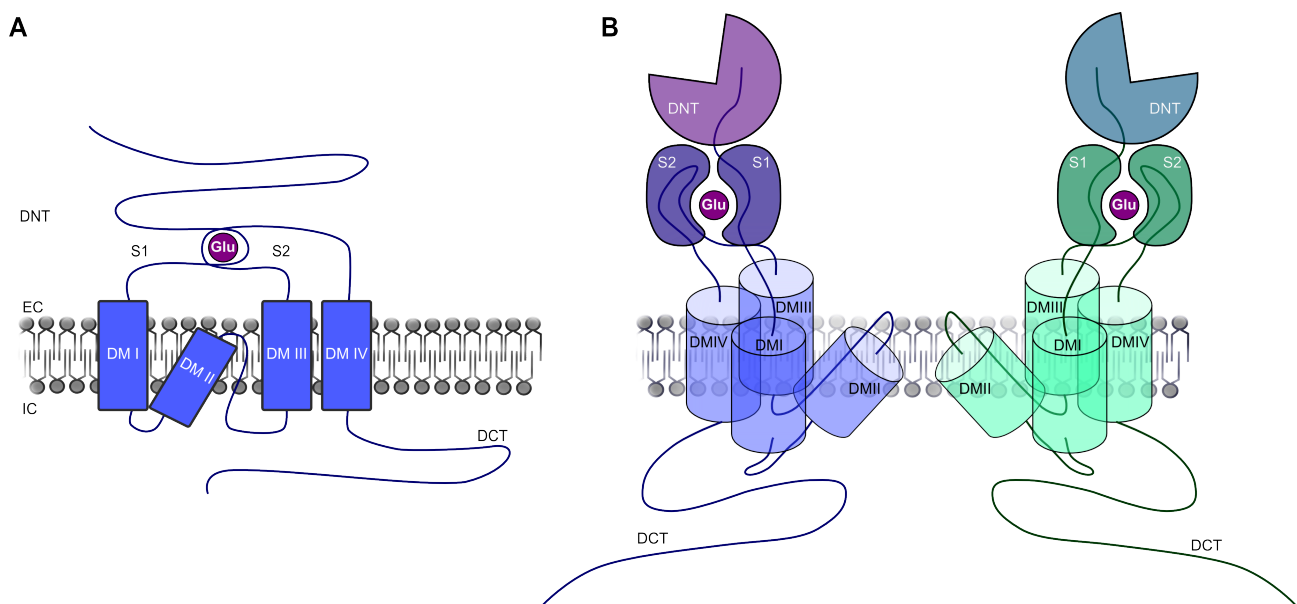 A
DNT
S1
Glu
S2
EC
DM I
DM II
DM III
DM IV
IC
DCT
B
DNT
DNT
S2
S1
S1
S2
Glu
Glu
DMIII
DMIII
DMIV
DMI
DMI
DMIV
DMII
DMII
DCT
DCT